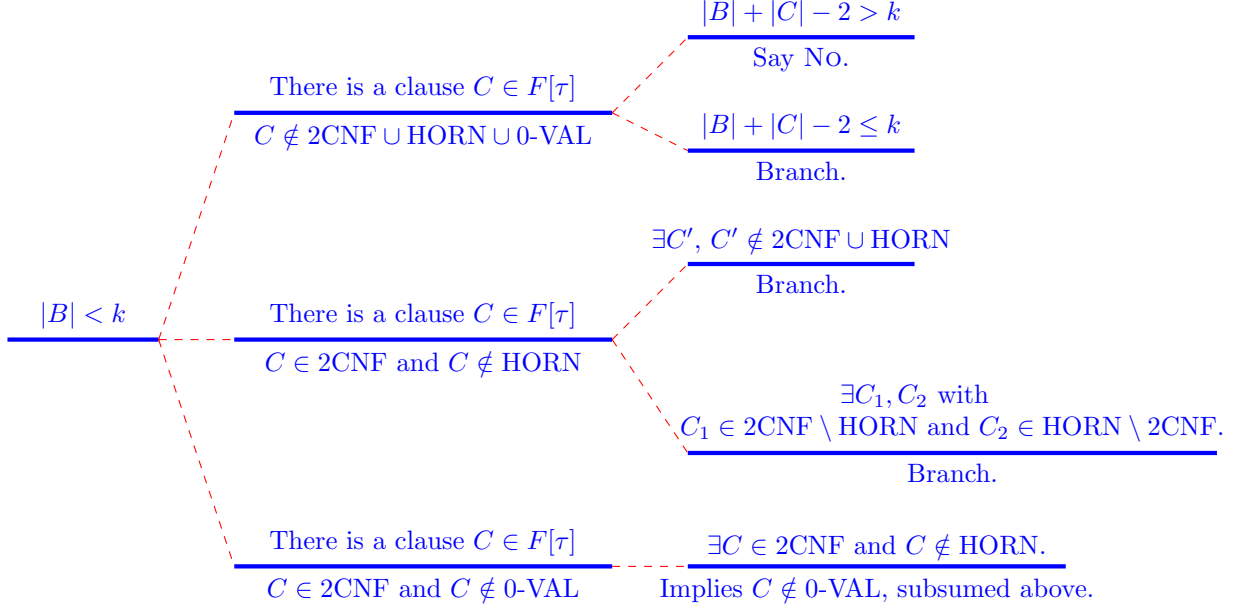 |B| + |C| − 2 > k
Say No.
There is a clause C ∈ F[τ]
C ∉ 2CNF ∪ HORN ∪ 0-VAL
|B| + |C| − 2 ≤ k
Branch.
∃C′, C′ ∉ 2CNF ∪ HORN
Branch.
|B| < k
There is a clause C ∈ F[τ]
C ∈ 2CNF and C ∉ HORN
∃C₁, C₂ with
C₁ ∈ 2CNF \ HORN and C₂ ∈ HORN \ 2CNF.
Branch.
There is a clause C ∈ F[τ]
C ∈ 2CNF and C ∉ 0-VAL
∃C ∈ 2CNF and C ∉ HORN.
Implies C ∉ 0-VAL, subsumed above.